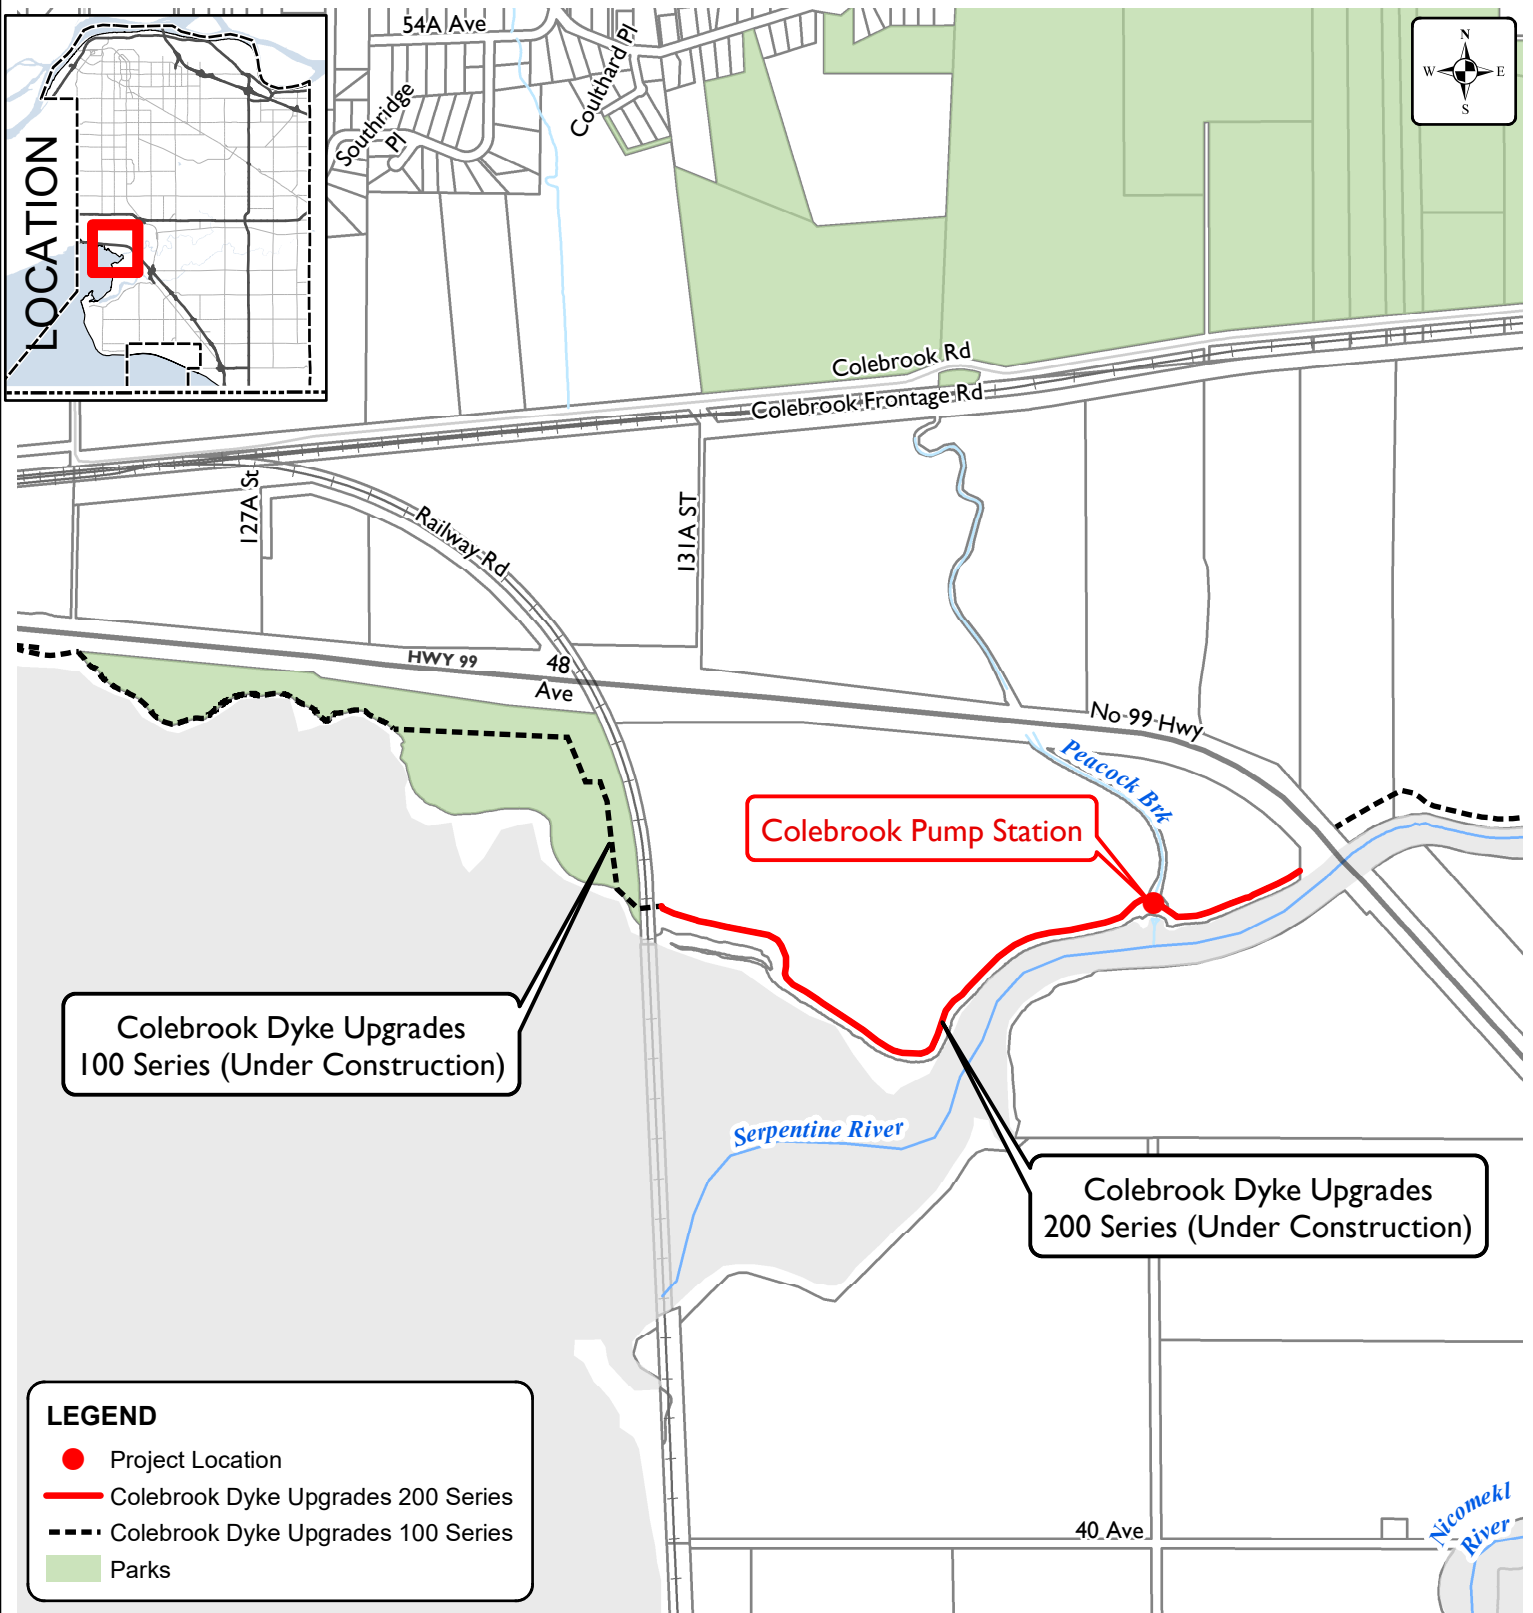 LOCATION
54A Ave
Coulthard Pl
Southridge
Pl
N
W E
S
Colebrook Rd
Colebrook Frontage Rd
127A St
Railway Rd
131A ST
HWY 99
48
Ave
No 99 Hwy
Peacock Brk
Colebrook Pump Station
Colebrook Dyke Upgrades
100 Series (Under Construction)
Serpentine River
Colebrook Dyke Upgrades
200 Series (Under Construction)
LEGEND
Project Location
Colebrook Dyke Upgrades 200 Series
Colebrook Dyke Upgrades 100 Series
Parks
40 Ave
Nicomekl
River